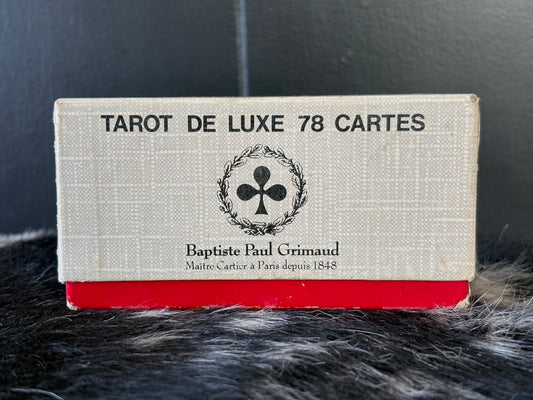 TAROT DE LUXE 78 CARTES
Baptiste Paul Grimaud
Maître Cartier à Paris depuis 1848